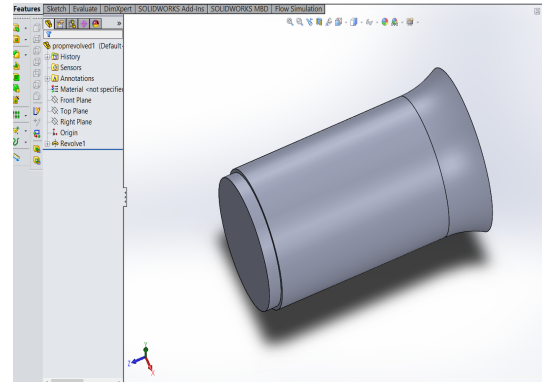 Features Sketch Evaluate DimXpert SOLIDWORKS Add-Ins SOLIDWORKS MBD Flow Simulation
»
proprevolved1 (Default-
History
Sensors
A Annotations
Material <not specified
Front Plane
Top Plane
Right Plane
Origin
Revolve1
Y
Z
X